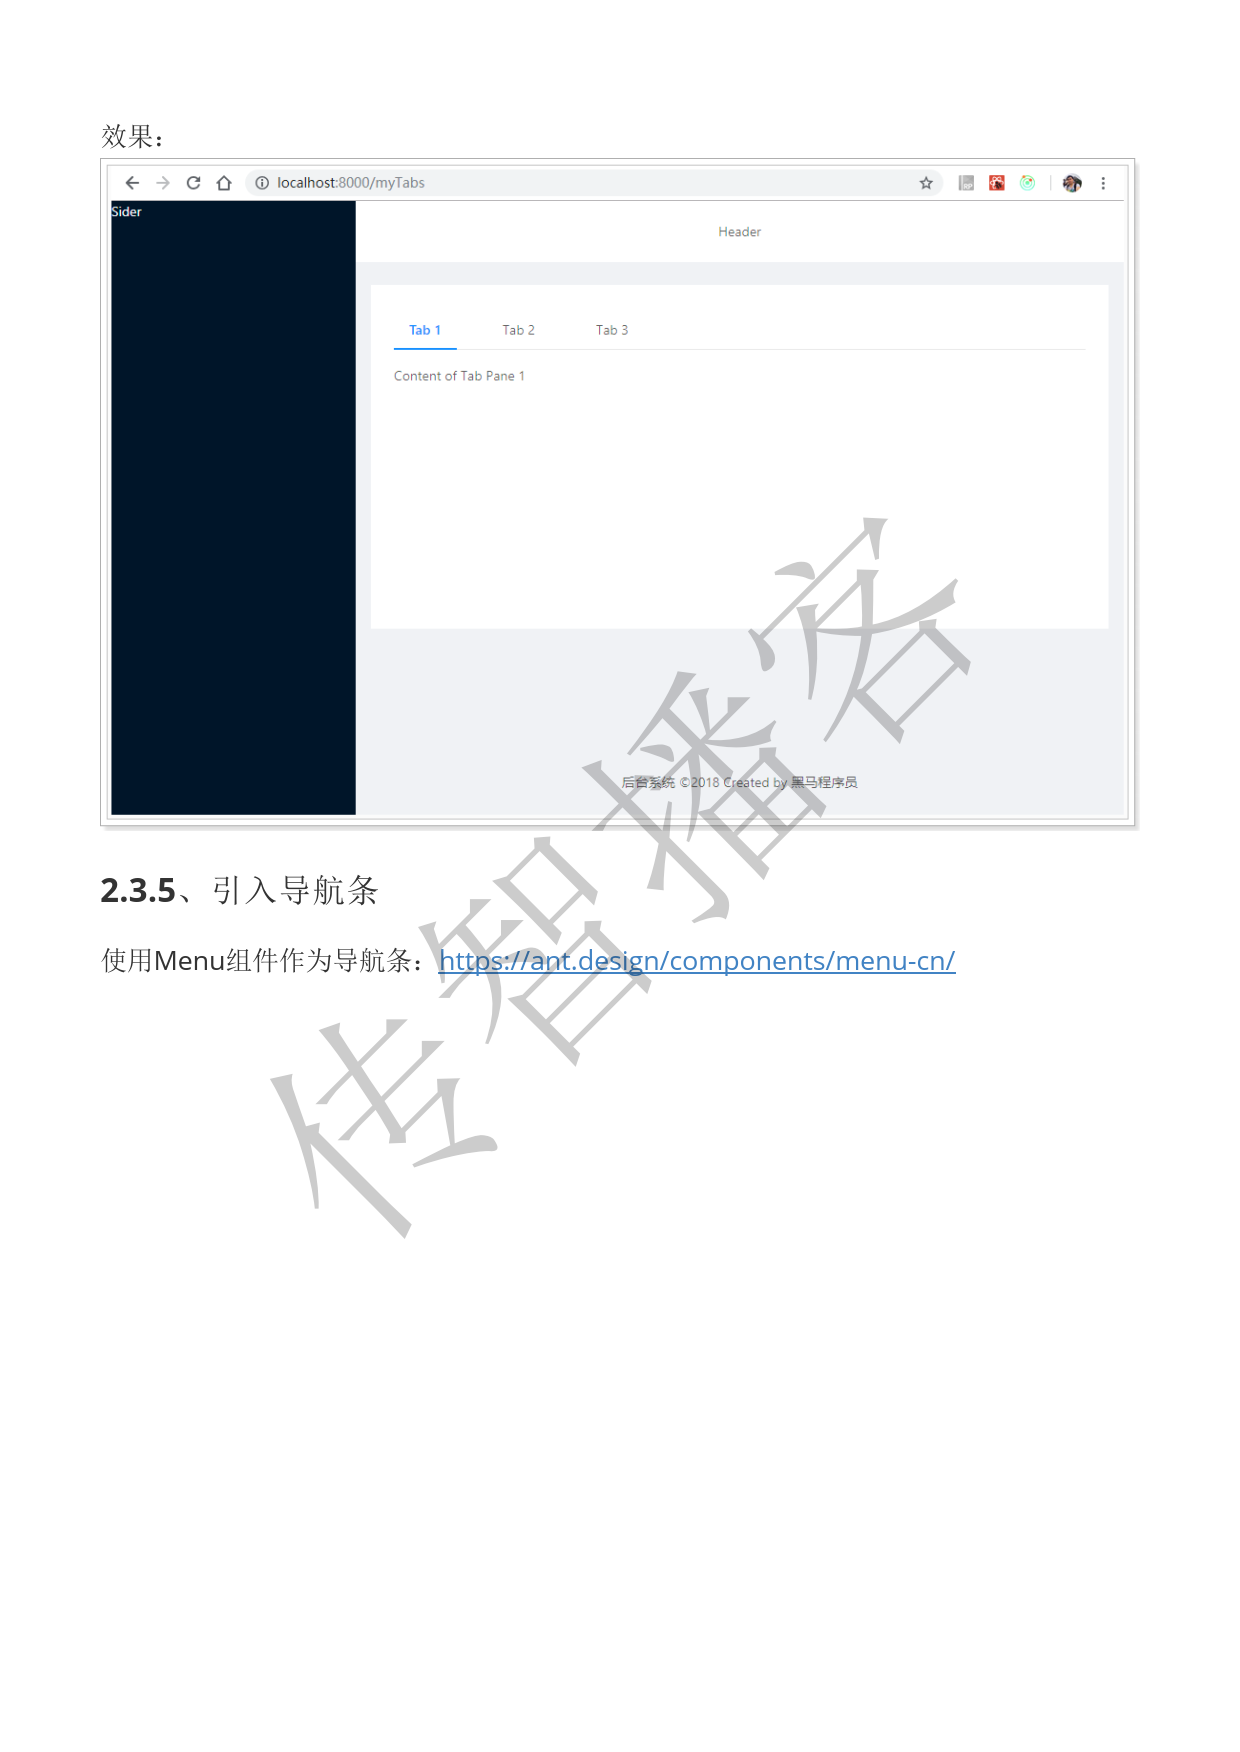 效果：
localhost:8000/myTabs
Sider
Header
Tab 1 Tab 2 Tab 3
Content of Tab Pane 1
后台系统 ©2018 Created by 黑马程序员
2.3.5、引入导航条
使用Menu组件作为导航条：https://ant.design/components/menu-cn/
传智播客